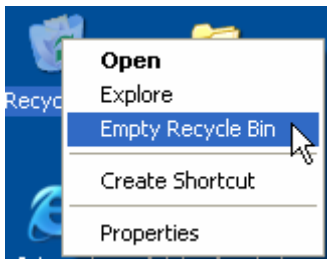 Open
Recyc
Explore
Empty Recycle Bin
Create Shortcut
Properties